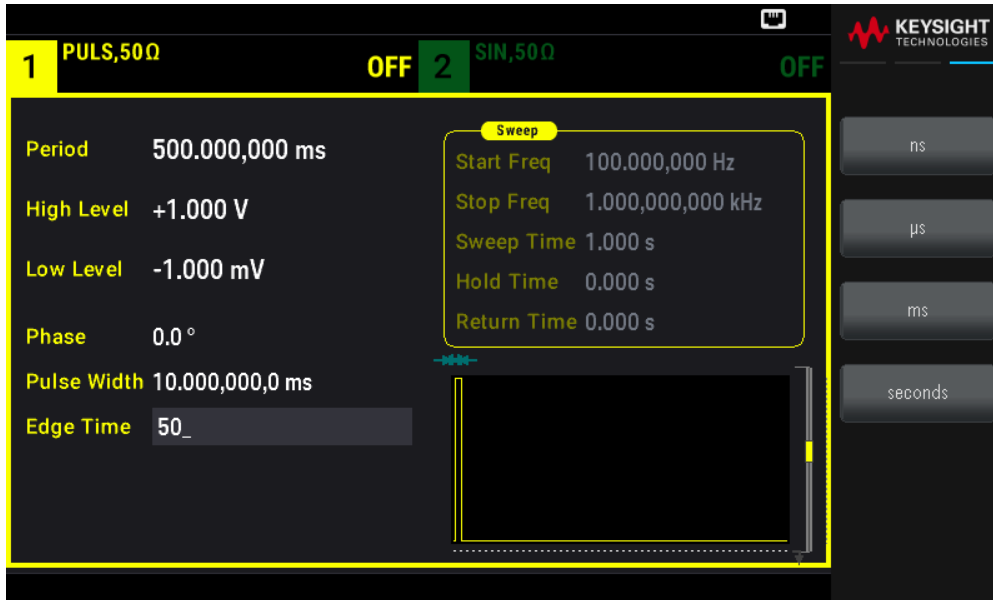 KEYSIGHT
TECHNOLOGIES
1 PULS,50Ω OFF 2 SIN,50Ω OFF
Period 500.000,000 ms
High Level +1.000 V
Low Level -1.000 mV
Phase 0.0 °
Pulse Width 10.000,000,0 ms
Edge Time 50_
Sweep
Start Freq 100.000,000 Hz
Stop Freq 1.000,000,000 kHz
Sweep Time 1.000 s
Hold Time 0.000 s
Return Time 0.000 s
ns
µs
ms
seconds